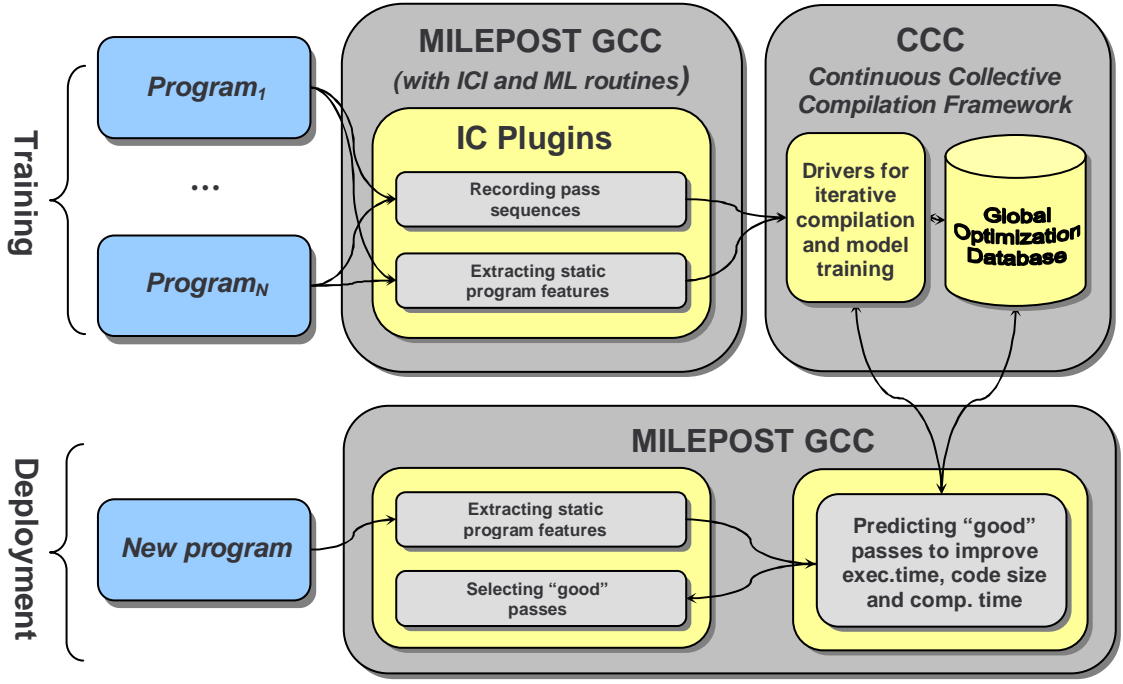 Training
Program1
...
ProgramN
MILEPOST GCC
(with ICI and ML routines)
IC Plugins
Recording pass
sequences
Extracting static
program features
CCC
Continuous Collective
Compilation Framework
Drivers for
iterative
compilation
and model
training
Global
Optimization
Database
Deployment
New program
MILEPOST GCC
Extracting static
program features
Selecting “good”
passes
Predicting “good”
passes to improve
exec.time, code size
and comp. time